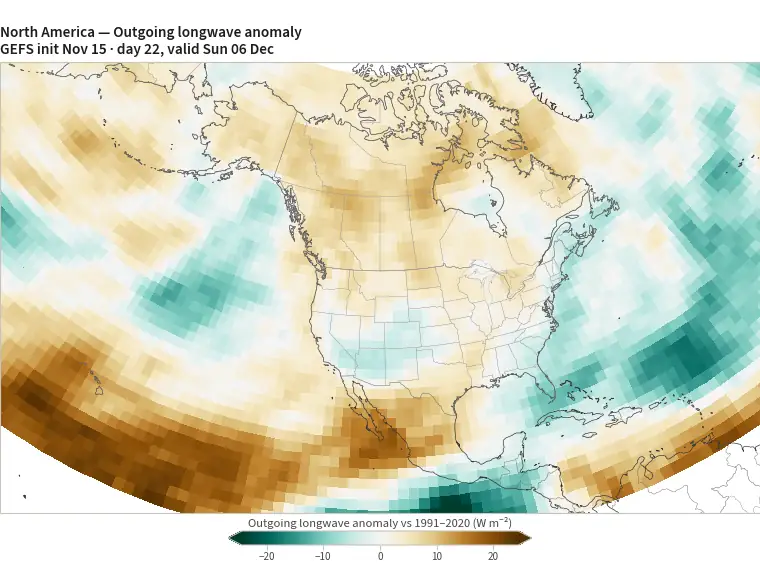 North America — Outgoing longwave anomaly
GEFS init Nov 15 · day 22, valid Sun 06 Dec
Outgoing longwave anomaly vs 1991–2020 (W m⁻²)
−20 −10 0 10 20